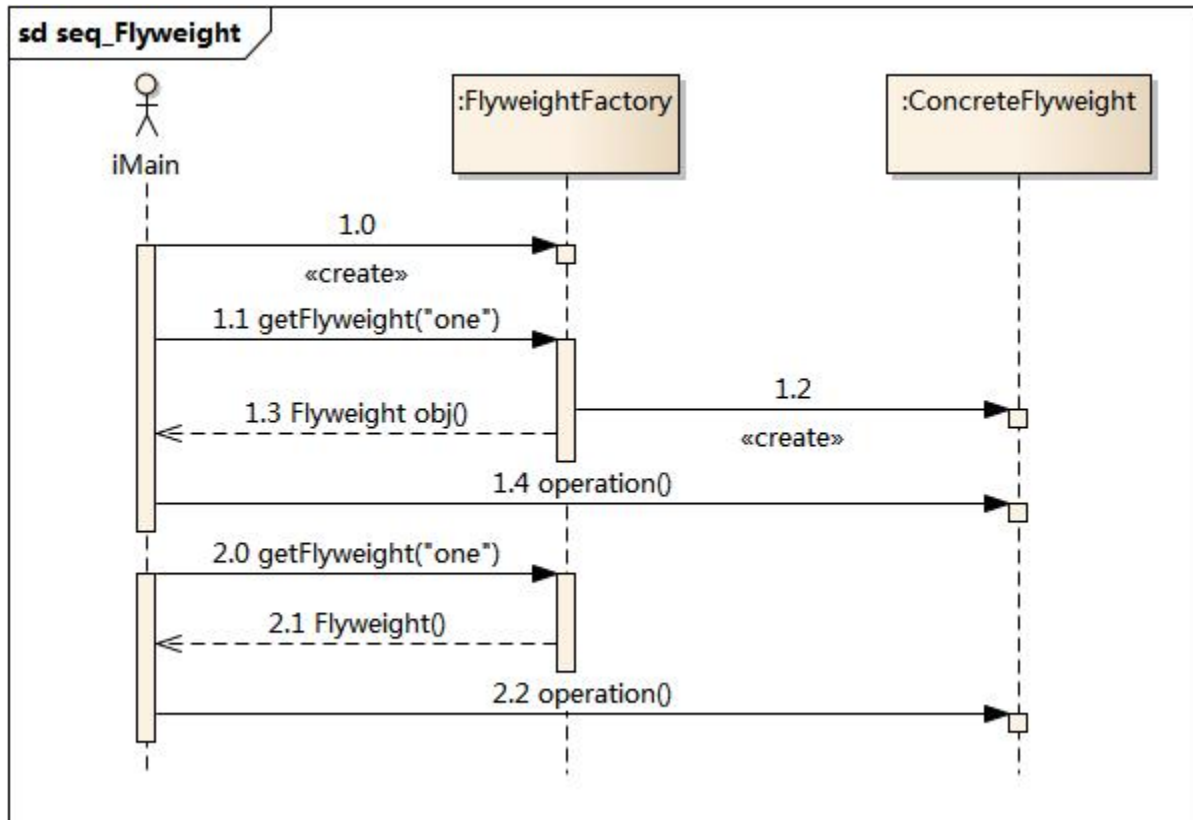 sd seq_Flyweight
iMain
:FlyweightFactory
:ConcreteFlyweight
1.0
«create»
1.1 getFlyweight("one")
1.2
1.3 Flyweight obj()
«create»
1.4 operation()
2.0 getFlyweight("one")
2.1 Flyweight()
2.2 operation()